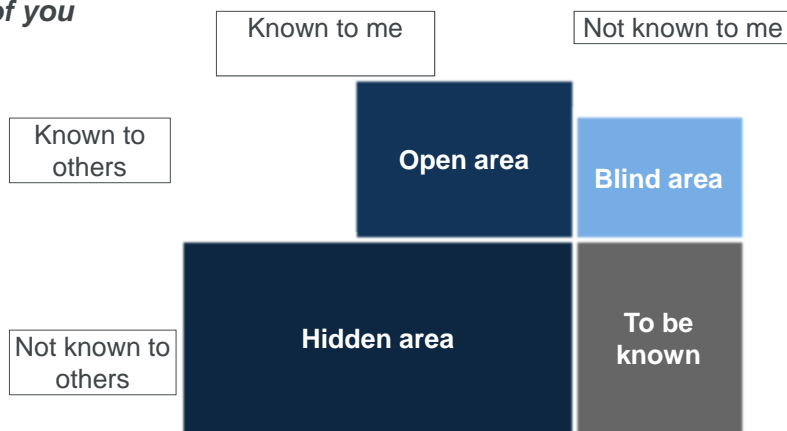 of you
Known to me
Not known to me
Known to
others
Open area
Blind area
Not known to
others
Hidden area
To be
known